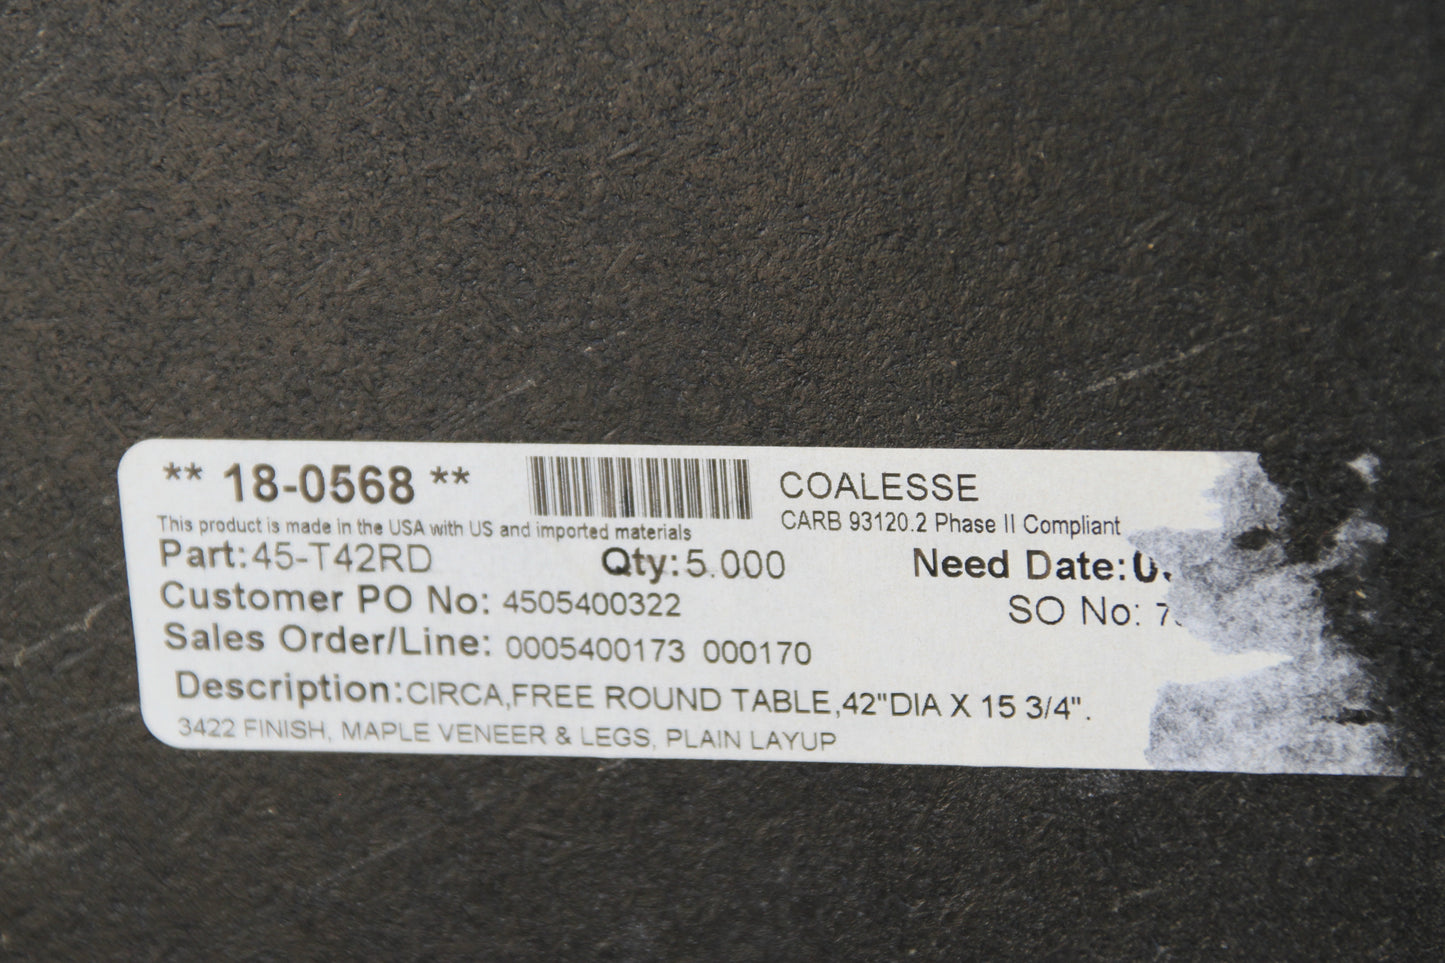 ** 18-0568 **
COALESSE
CARB 93120.2 Phase II Compliant
This product is made in the USA with US and imported materials
Part:45-T42RD Qty:5.000 Need Date:
Customer PO No: 4505400322 SO No:
Sales Order/Line: 0005400173 000170
Description:CIRCA,FREE ROUND TABLE,42"DIA X 15 3/4".
3422 FINISH, MAPLE VENEER & LEGS, PLAIN LAYUP